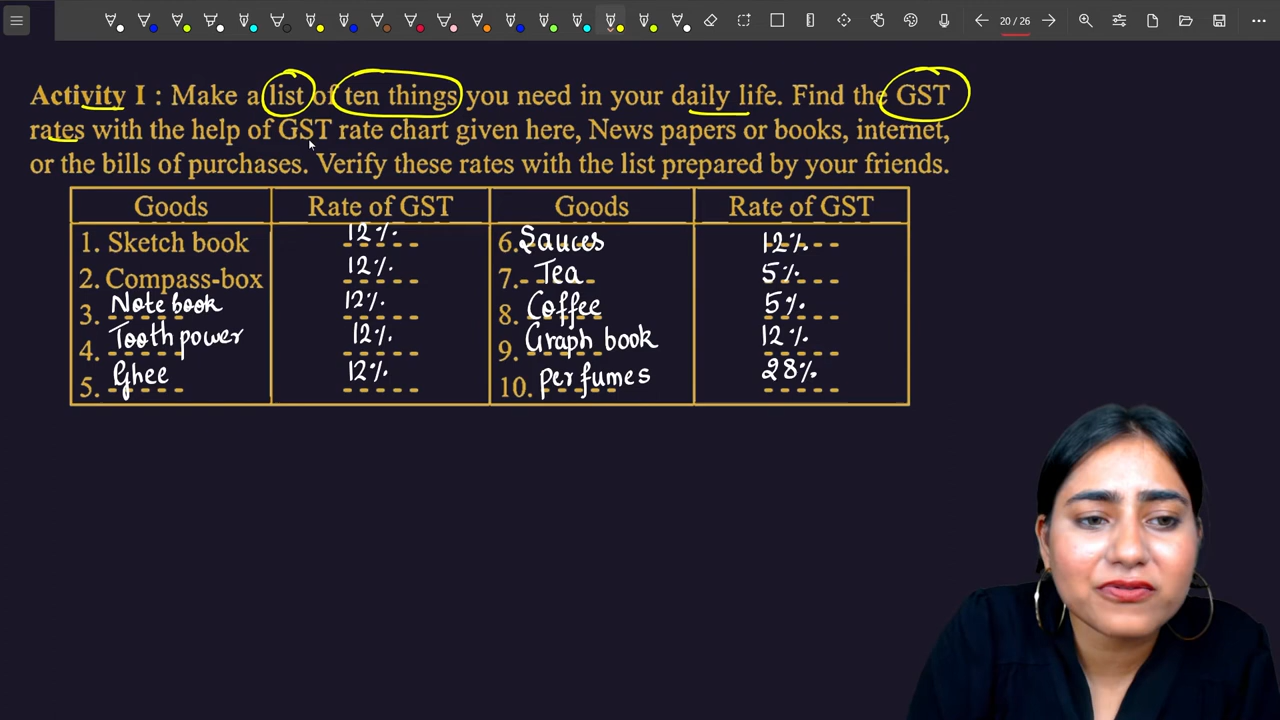 20 / 26
Activity I : Make a list of ten things you need in your daily life. Find the GST
rates with the help of GST rate chart given here, News papers or books, internet,
or the bills of purchases. Verify these rates with the list prepared by your friends.
Goods Rate of GST Goods Rate of GST
1. Sketch book 12% 6. Sauces 12%
2. Compass-box 12% 7. Tea 5%
3. Note book 12% 8. Coffee 5%
4. Tooth power 12% 9. Graph book 12%
5. Ghee 12% 10. Perfumes 28%